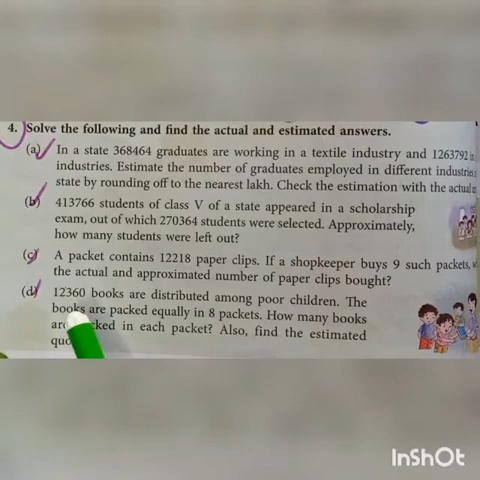 4. Solve the following and find the actual and estimated answers.
(a) In a state 368464 graduates are working in a textile industry and 1263792 in
industries. Estimate the number of graduates employed in different industries
state by rounding off to the nearest lakh. Check the estimation with the actual
(b) 413766 students of class V of a state appeared in a scholarship
exam, out of which 270364 students were selected. Approximately,
how many students were left out?
(c) A packet contains 12218 paper clips. If a shopkeeper buys 9 such packets,
the actual and approximated number of paper clips bought?
(d) 12360 books are distributed among poor children. The
books are packed equally in 8 packets. How many books
in each packet? Also, find the estimated
InShOt